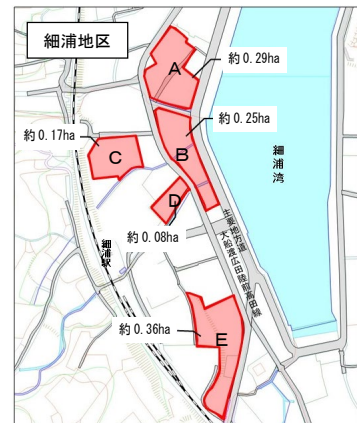 細浦地区
A
約0.29ha
約0.25ha
約0.17ha
C
B
細浦湾
D
約0.08ha
細浦駅
主要地方道
大船渡広田陸前高田線
約0.36ha
E